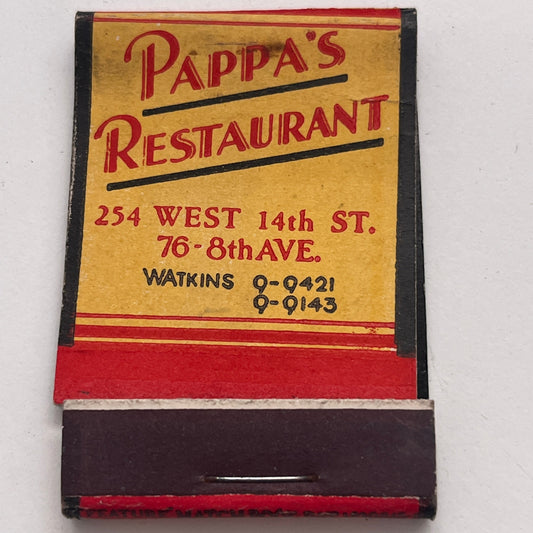 PAPPA'S
RESTAURANT
254 WEST 14th ST.
76-8th AVE.
WATKINS 9-9421
9-9143